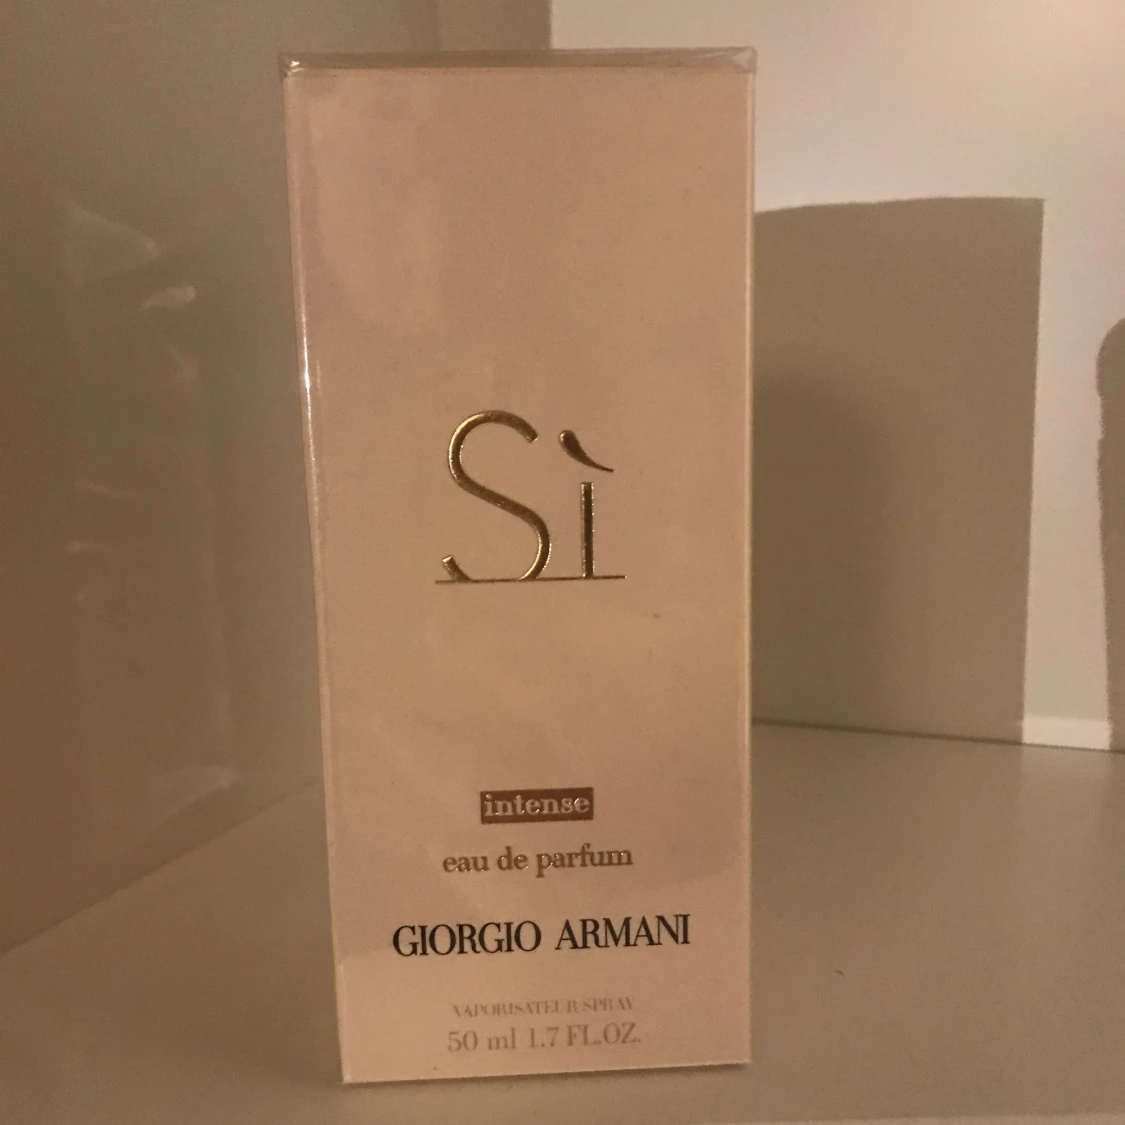 Sì
intense
eau de parfum
GIORGIO ARMANI
VAPORISATEUR SPRAY
50 ml 1.7 FL.OZ.